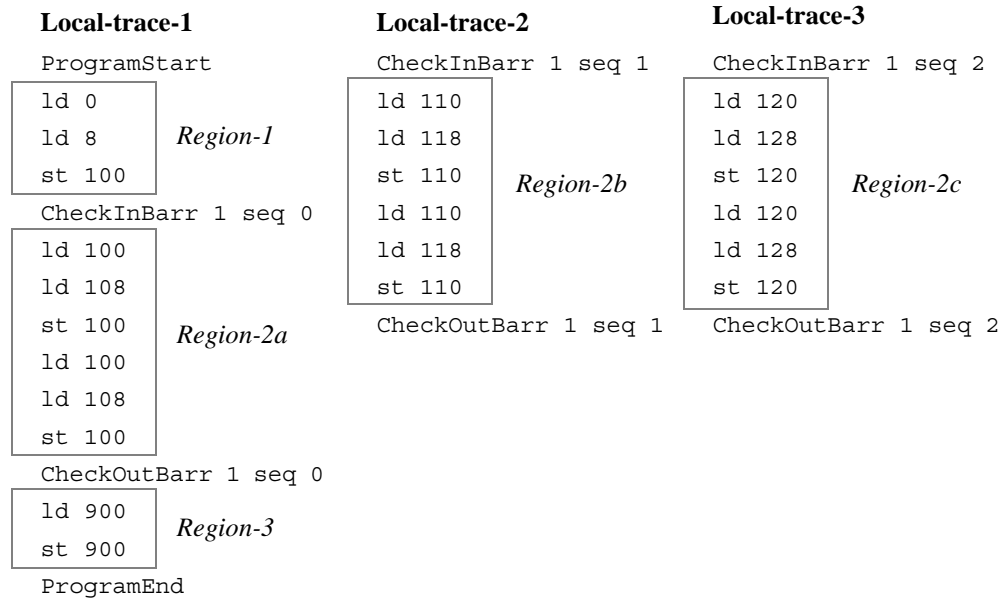 Local-trace-1
ProgramStart
ld 0
ld 8
st 100
Region-1
CheckInBarr 1 seq 0
ld 100
ld 108
st 100
ld 100
ld 108
st 100
Region-2a
CheckOutBarr 1 seq 0
ld 900
st 900
Region-3
ProgramEnd
Local-trace-2
CheckInBarr 1 seq 1
ld 110
ld 118
st 110
ld 110
ld 118
st 110
Region-2b
CheckOutBarr 1 seq 1
Local-trace-3
CheckInBarr 1 seq 2
ld 120
ld 128
st 120
ld 120
ld 128
st 120
Region-2c
CheckOutBarr 1 seq 2